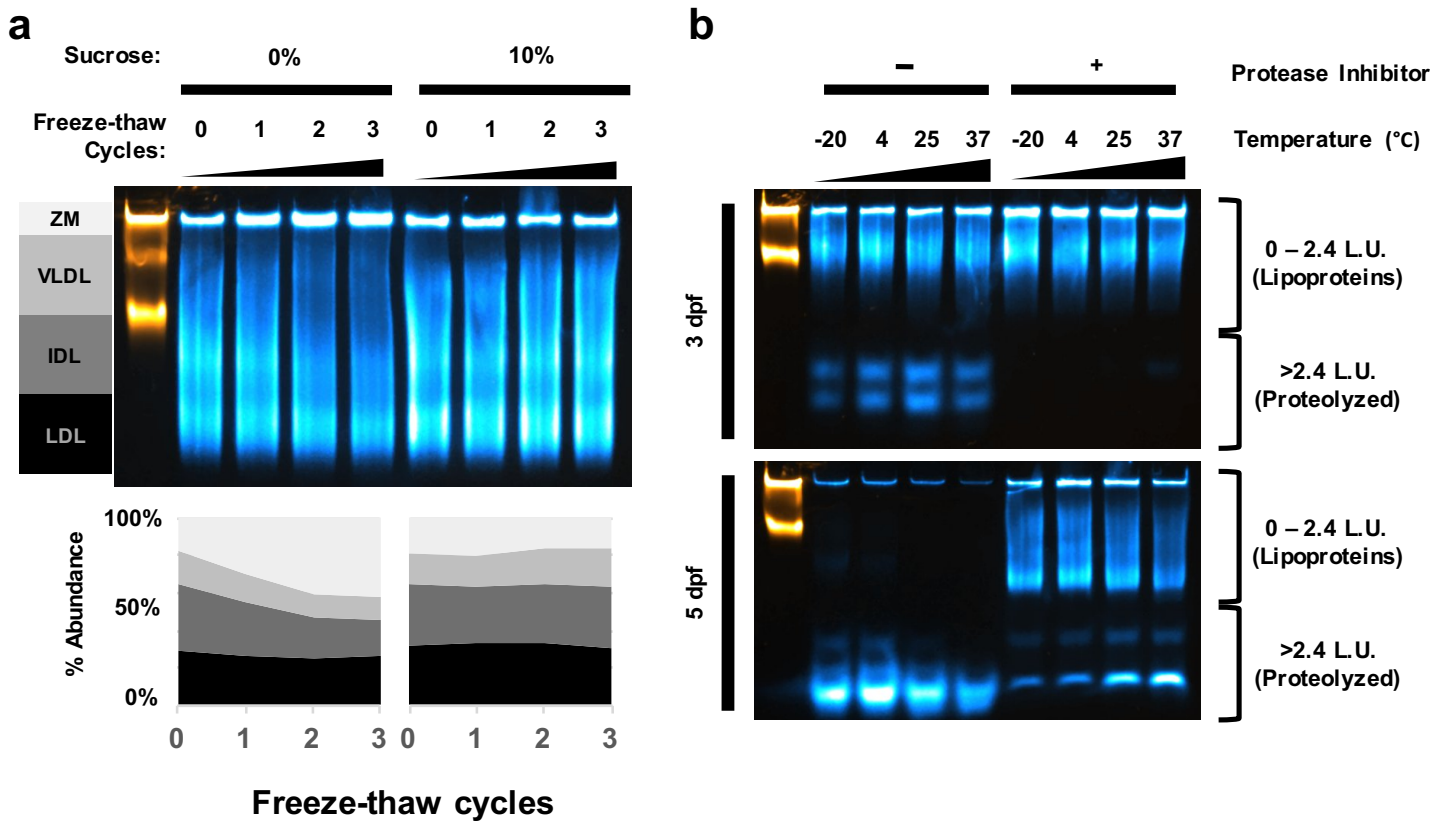 a
Sucrose:
0%
10%
Freeze-thaw
Cycles:
0 1 2 3 0 1 2 3
ZM
VLDL
IDL
LDL
% Abundance
100%
50%
0%
0 1 2 3 0 1 2 3
Freeze-thaw cycles
b
– +
Protease Inhibitor
-20 4 25 37 -20 4 25 37
Temperature (°C)
3 dpf
0 – 2.4 L.U.
(Lipoproteins)
>2.4 L.U.
(Proteolyzed)
5 dpf
0 – 2.4 L.U.
(Lipoproteins)
>2.4 L.U.
(Proteolyzed)